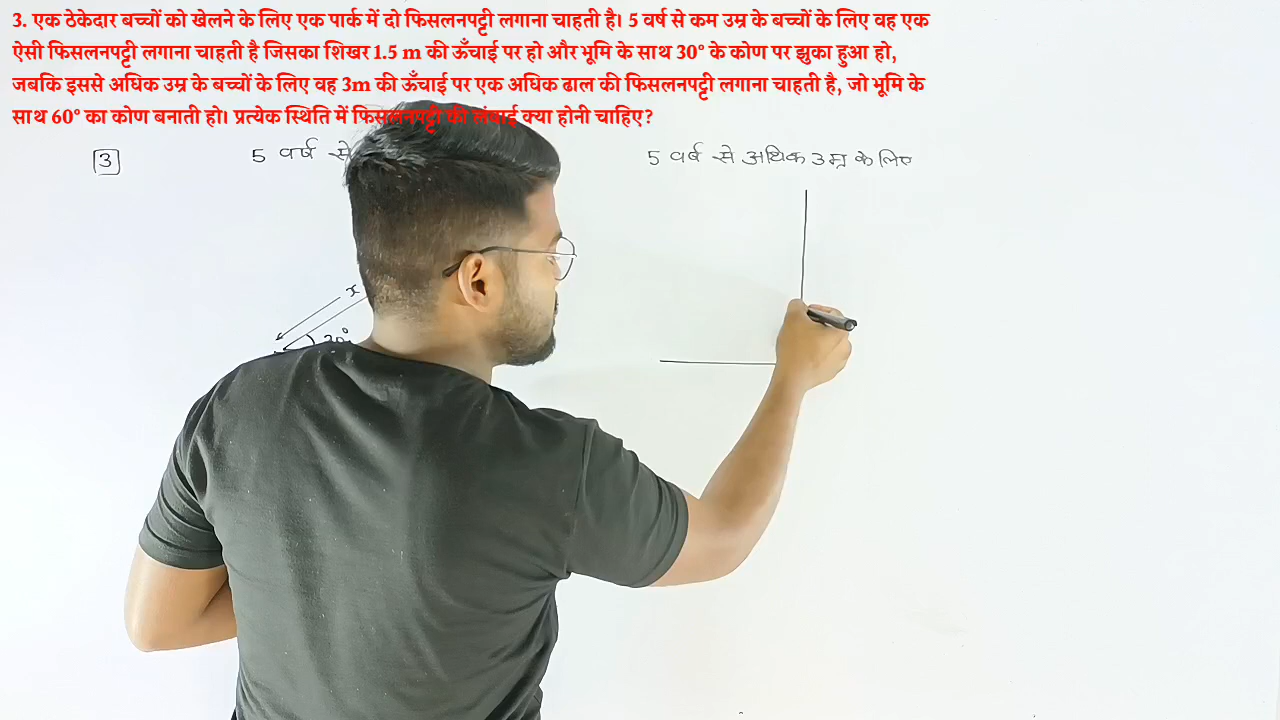 3. एक ठेकेदार बच्चों को खेलने के लिए एक पार्क में दो फिसलनपट्टी लगाना चाहती है। 5 वर्ष से कम उम्र के बच्चों के लिए वह एक
ऐसी फिसलनपट्टी लगाना चाहती है जिसका शिखर 1.5 m की ऊँचाई पर हो और भूमि के साथ 30° के कोण पर झुका हुआ हो,
जबकि इससे अधिक उम्र के बच्चों के लिए वह 3m की ऊँचाई पर एक अधिक ढाल की फिसलनपट्टी लगाना चाहती है, जो भूमि के
साथ 60° का कोण बनाती हो। प्रत्येक स्थिति में फिसलनपट्टी की लंबाई क्या होनी चाहिए?
3 5 वर्ष से 5 वर्ष से अधिक उम्र के लिए
x
30°